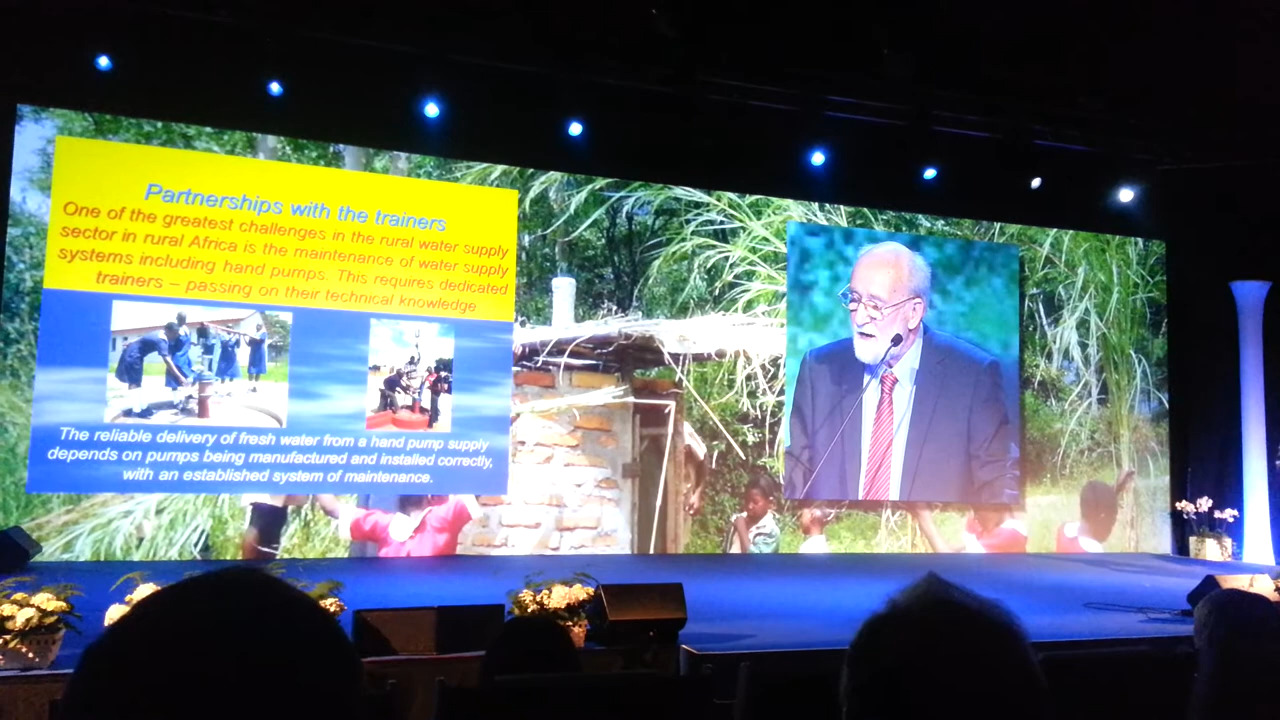 Partnerships with the trainers
One of the greatest challenges in the rural water supply
sector in rural Africa is the maintenance of water supply
systems including hand pumps. This requires dedicated
trainers – passing on their technical knowledge
The reliable delivery of fresh water from a hand pump supply
depends on pumps being manufactured and installed correctly,
with an established system of maintenance.